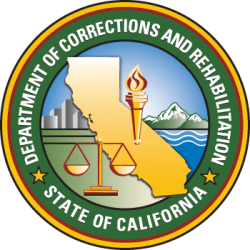 DEPARTMENT OF CORRECTIONS AND REHABILITATION
STATE OF CALIFORNIA